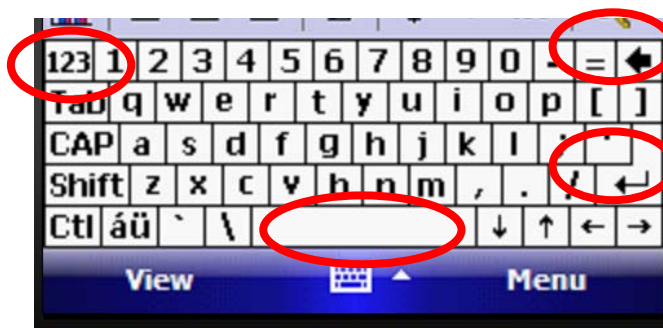 123 1 2 3 4 5 6 7 8 9 0 - = 🡄
Tab q w e r t y u i o p [ ]
CAP a s d f g h j k l ; '
Shift z x c v b n m , . / ↵
Ctl áü ` \ ↓ ↑ ← →
View Menu